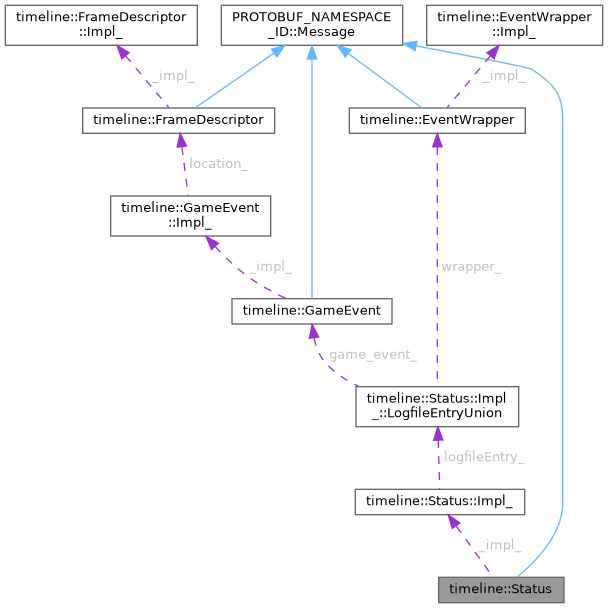 timeline::FrameDescriptor
::Impl_
PROTOBUF_NAMESPACE
_ID::Message
timeline::EventWrapper
::Impl_
_impl_
_impl_
timeline::FrameDescriptor
timeline::EventWrapper
location_
timeline::GameEvent
::Impl_
_impl_
wrapper_
timeline::GameEvent
game_event_
timeline::Status::Impl
_::LogfileEntryUnion
logfileEntry_
timeline::Status::Impl_
_impl_
timeline::Status